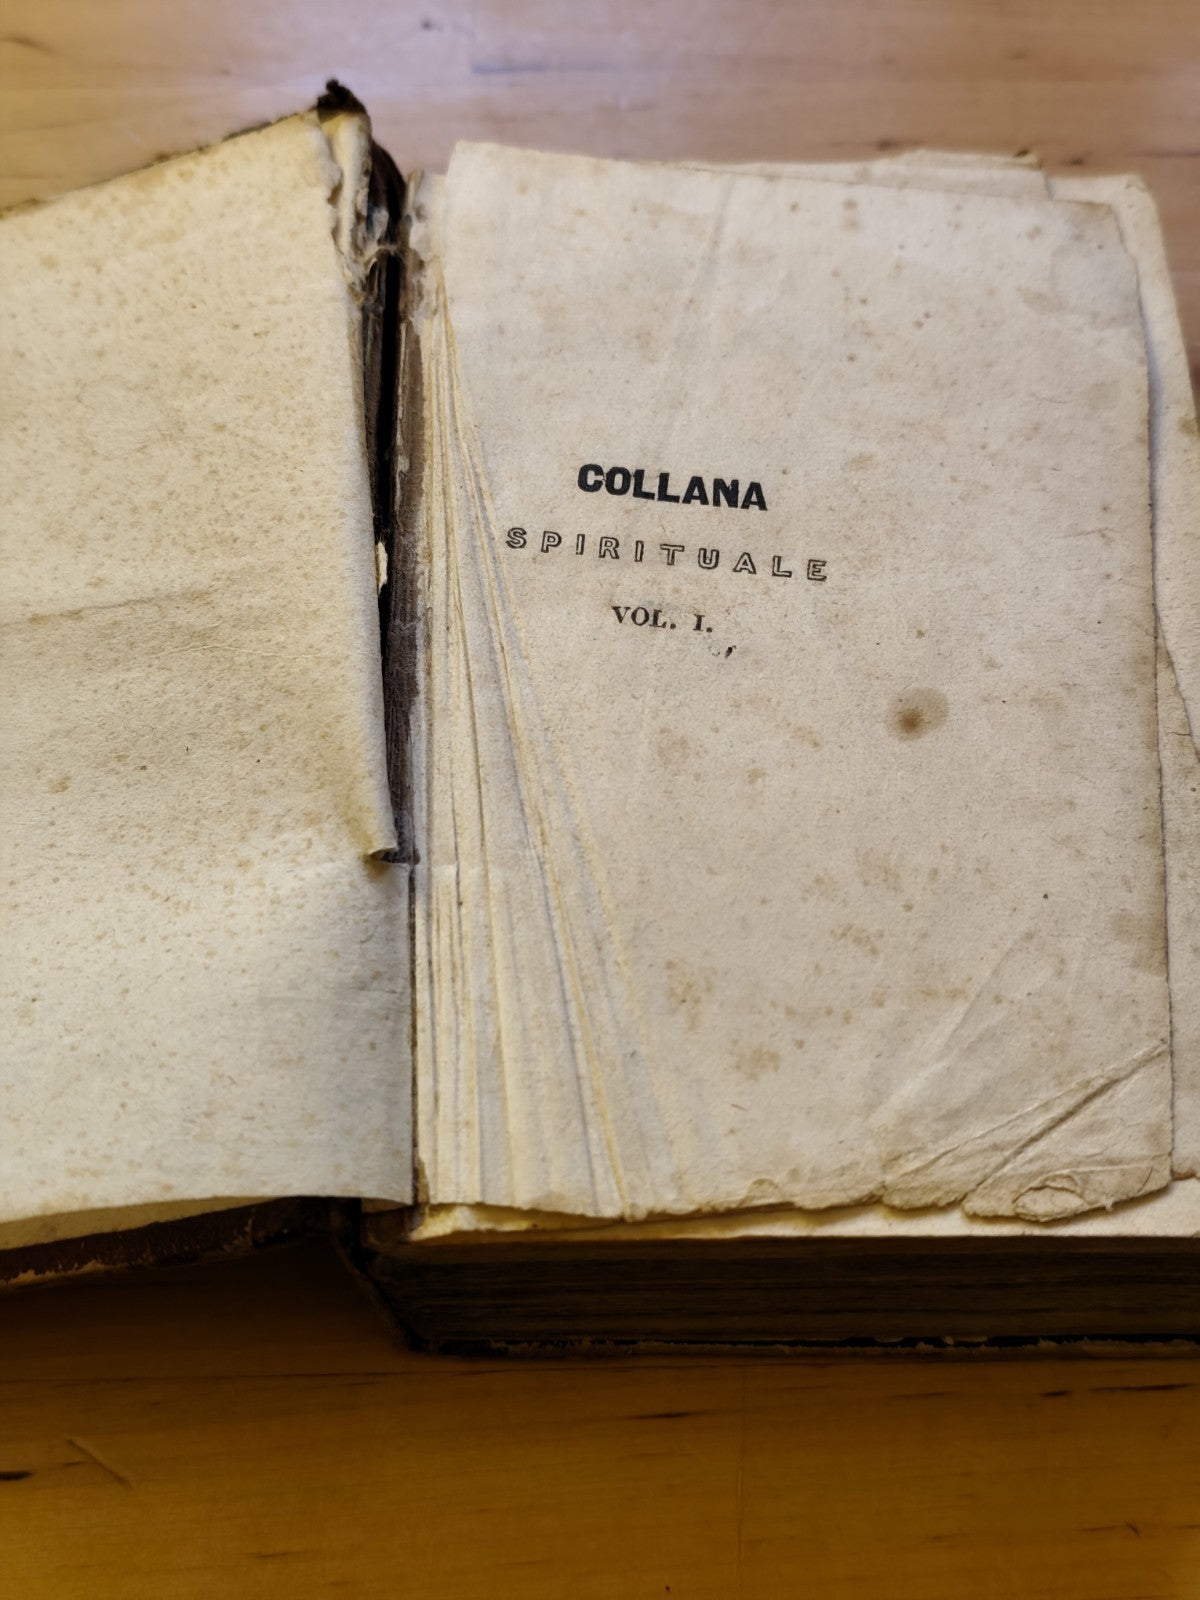 COLLANA
SPIRITUALE
VOL. I.